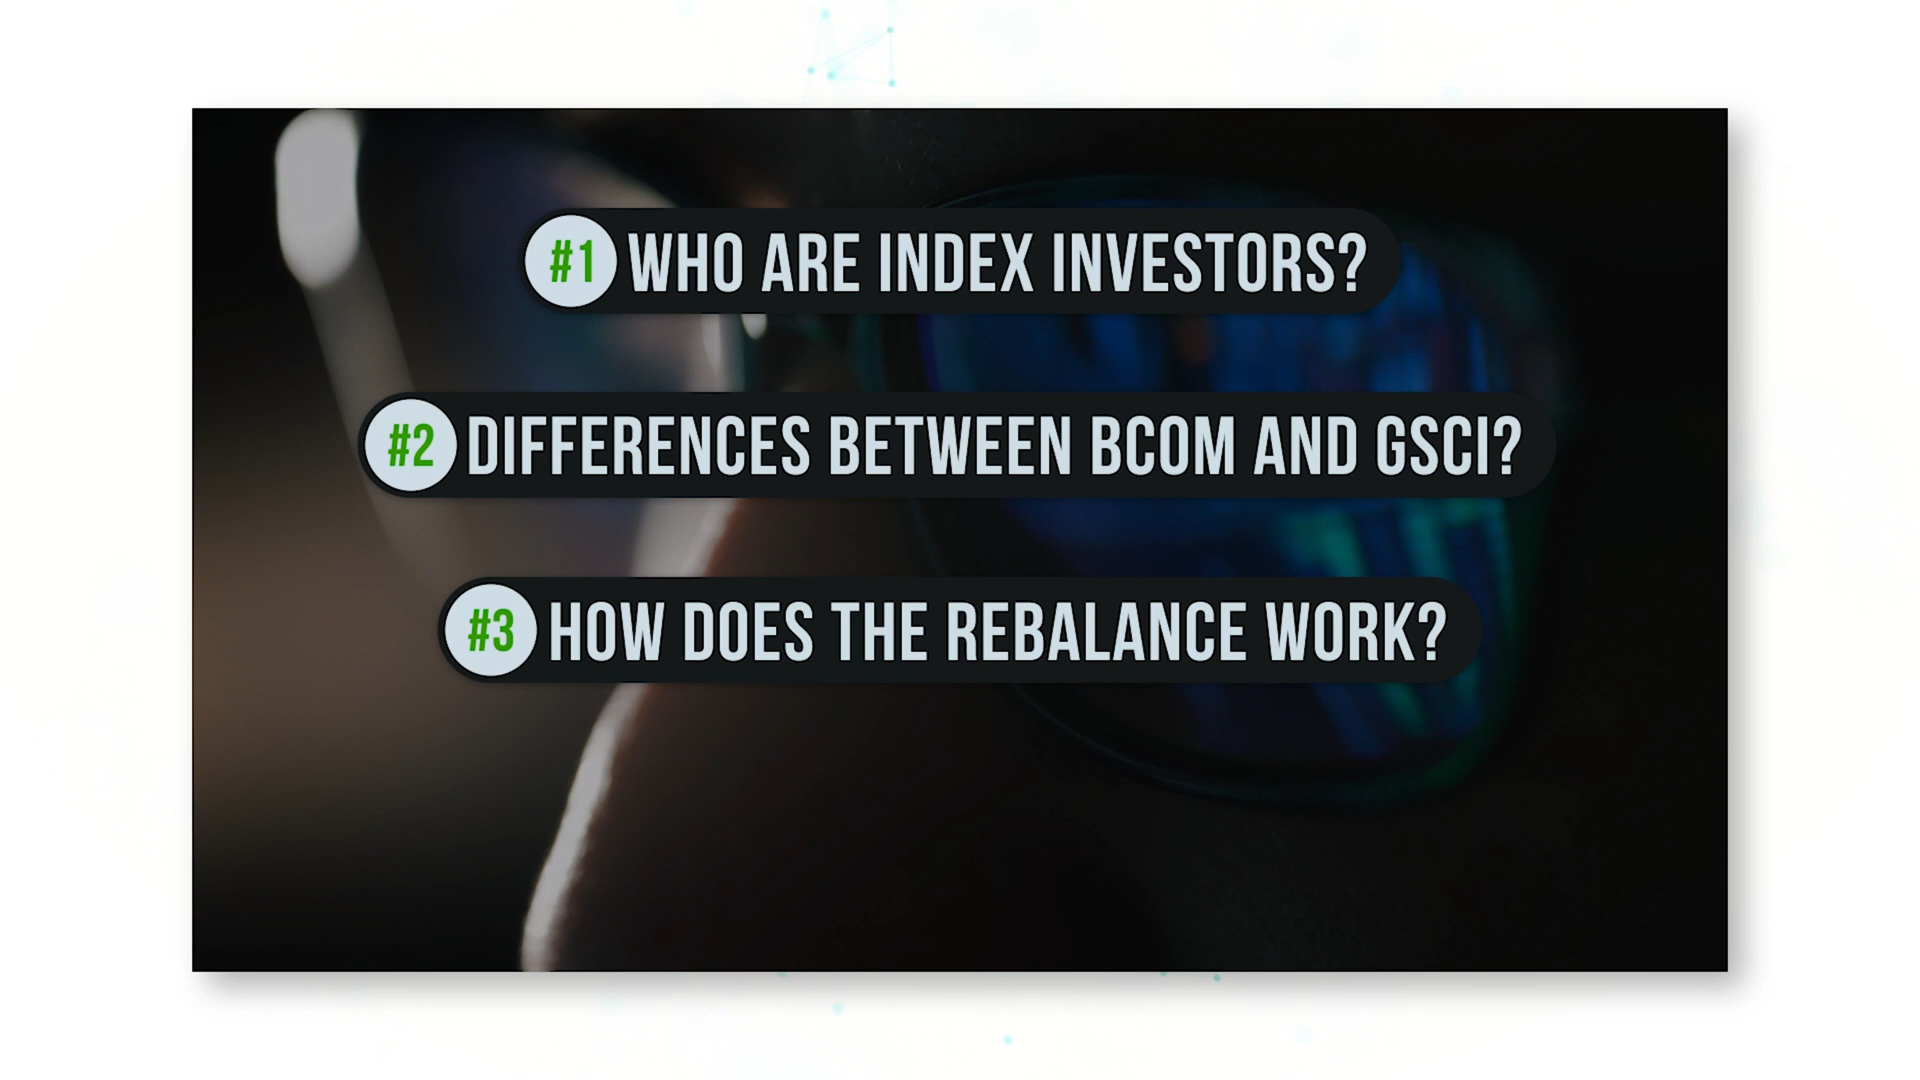 #1 WHO ARE INDEX INVESTORS?
#2 DIFFERENCES BETWEEN BCOM AND GSCI?
#3 HOW DOES THE REBALANCE WORK?